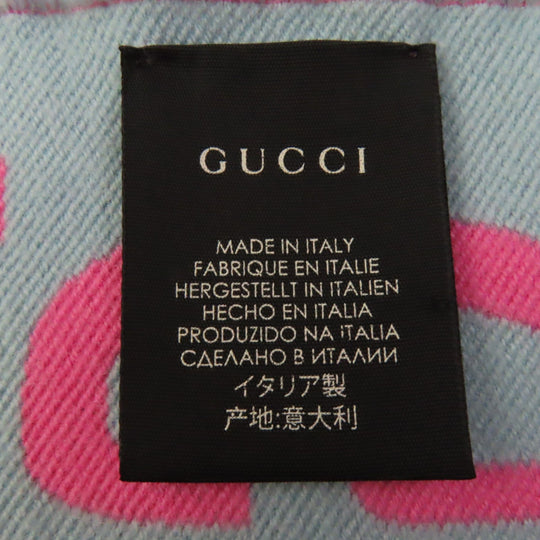 GUCCI
MADE IN ITALY
FABRIQUE EN ITALIE
HERGESTELLT IN ITALIEN
HECHO EN ITALIA
PRODUZIDO NA ITALIA
СДЕЛАНО В ИТАЛИИ
イタリア製
产地:意大利